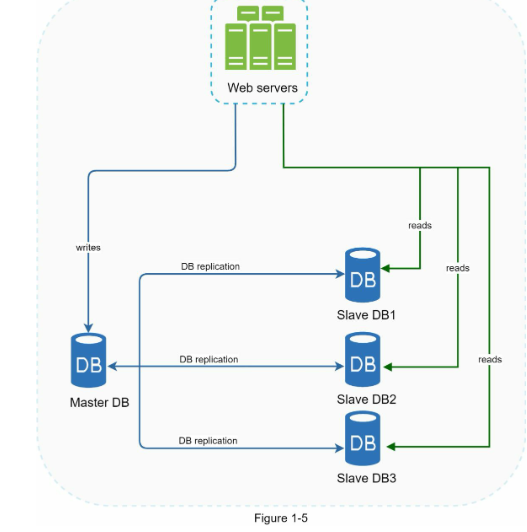 Web servers
writes
reads
reads
reads
DB replication
DB
Slave DB1
DB
Master DB
DB replication
DB
Slave DB2
DB replication
DB
Slave DB3
Figure 1-5